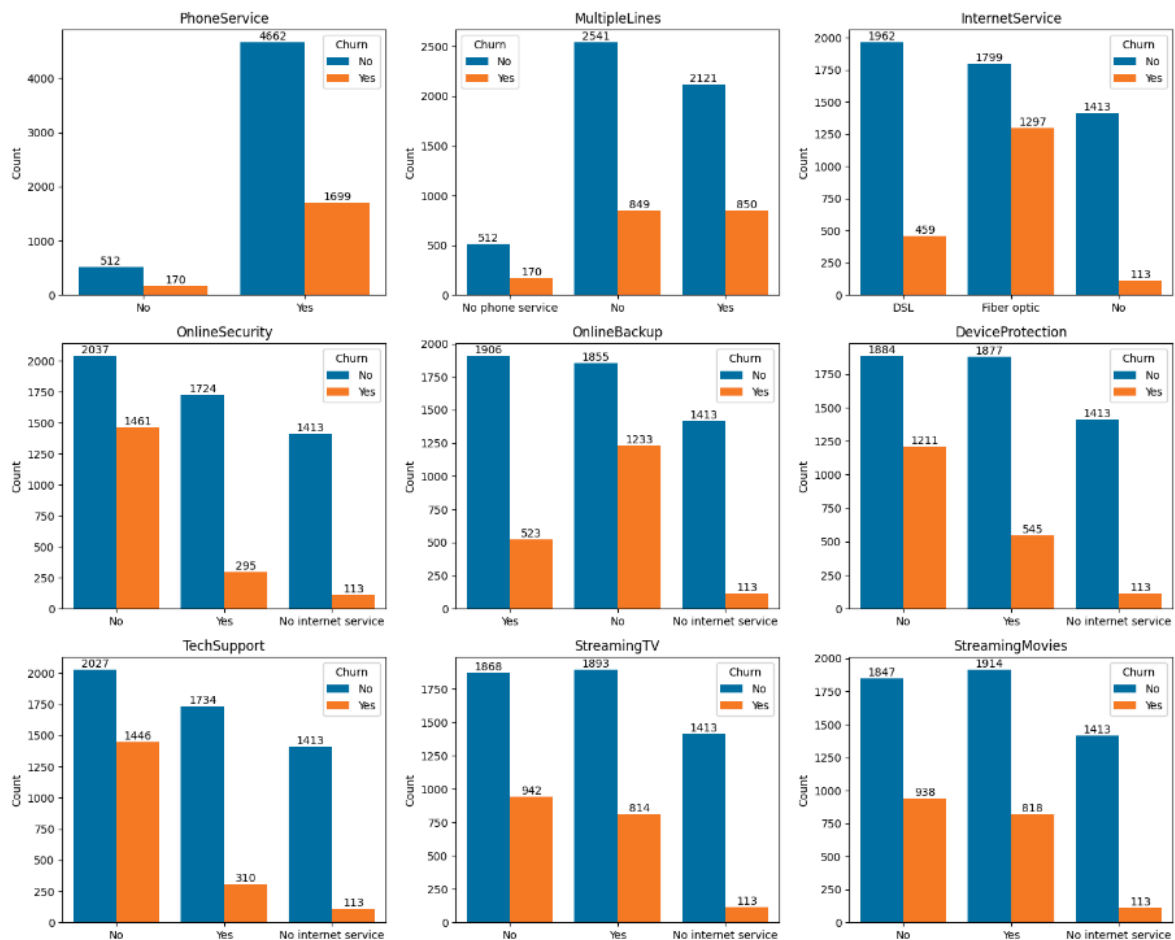 PhoneService
Churn
No
Yes
4662
1699
512
170
Count
4000
3000
2000
1000
0
No
Yes
MultipleLines
Churn
No
Yes
2541
849
2121
850
512
170
Count
2500
2000
1500
1000
500
0
No phone service
No
Yes
InternetService
Churn
No
Yes
1962
459
1799
1297
1413
113
Count
2000
1750
1500
1250
1000
750
500
250
0
DSL
Fiber optic
No
OnlineSecurity
Churn
No
Yes
2037
1461
1724
295
1413
113
Count
2000
1750
1500
1250
1000
750
500
250
0
No
Yes
No internet service
OnlineBackup
Churn
No
Yes
1906
523
1855
1233
1413
113
Count
2000
1750
1500
1250
1000
750
500
250
0
Yes
No
No internet service
DeviceProtection
Churn
No
Yes
1884
1211
1877
545
1413
113
Count
1750
1500
1250
1000
750
500
250
0
No
Yes
No internet service
TechSupport
Churn
No
Yes
2027
1446
1734
310
1413
113
Count
2000
1750
1500
1250
1000
750
500
250
0
No
Yes
No internet service
StreamingTV
Churn
No
Yes
1868
942
1893
814
1413
113
Count
1750
1500
1250
1000
750
500
250
0
No
Yes
No internet service
StreamingMovies
Churn
No
Yes
1847
938
1914
818
1413
113
Count
2000
1750
1500
1250
1000
750
500
250
0
No
Yes
No internet service